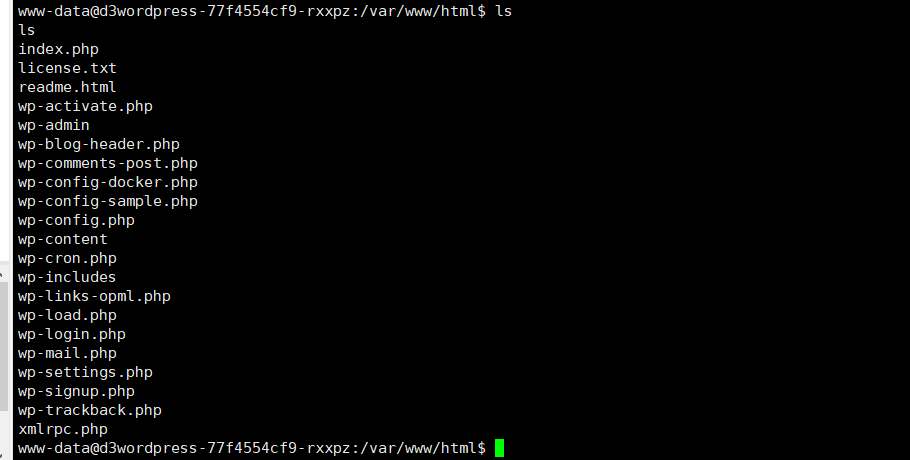 www-data@d3wordpress-77f4554cf9-rxxpz:/var/www/html$ ls
ls
index.php
license.txt
readme.html
wp-activate.php
wp-admin
wp-blog-header.php
wp-comments-post.php
wp-config-docker.php
wp-config-sample.php
wp-config.php
wp-content
wp-cron.php
wp-includes
wp-links-opml.php
wp-load.php
wp-login.php
wp-mail.php
wp-settings.php
wp-signup.php
wp-trackback.php
xmlrpc.php
www-data@d3wordpress-77f4554cf9-rxxpz:/var/www/html$